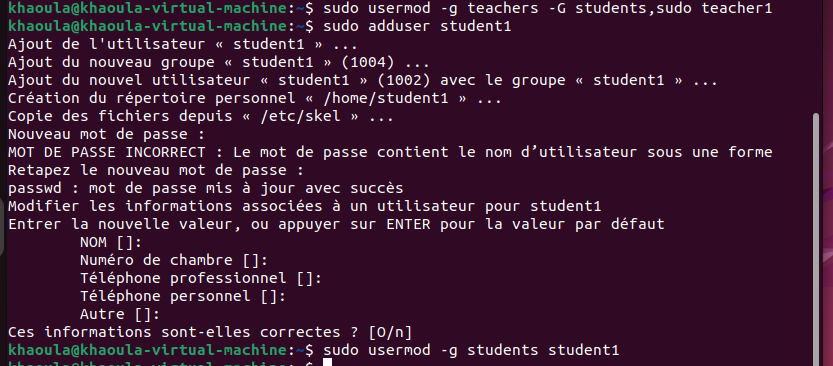 khaoula@khaoula-virtual-machine:~$ sudo usermod -g teachers -G students,sudo teacher1
khaoula@khaoula-virtual-machine:~$ sudo adduser student1
Ajout de l'utilisateur « student1 » ...
Ajout du nouveau groupe « student1 » (1004) ...
Ajout du nouvel utilisateur « student1 » (1002) avec le groupe « student1 » ...
Création du répertoire personnel « /home/student1 » ...
Copie des fichiers depuis « /etc/skel » ...
Nouveau mot de passe :
MOT DE PASSE INCORRECT : Le mot de passe contient le nom d’utilisateur sous une forme
Retapez le nouveau mot de passe :
passwd : mot de passe mis à jour avec succès
Modifier les informations associées à un utilisateur pour student1
Entrer la nouvelle valeur, ou appuyer sur ENTER pour la valeur par défaut
NOM []:
Numéro de chambre []:
Téléphone professionnel []:
Téléphone personnel []:
Autre []:
Ces informations sont-elles correctes ? [O/n]
khaoula@khaoula-virtual-machine:~$ sudo usermod -g students student1
khaoula@khaoula-virtual-machine:~$